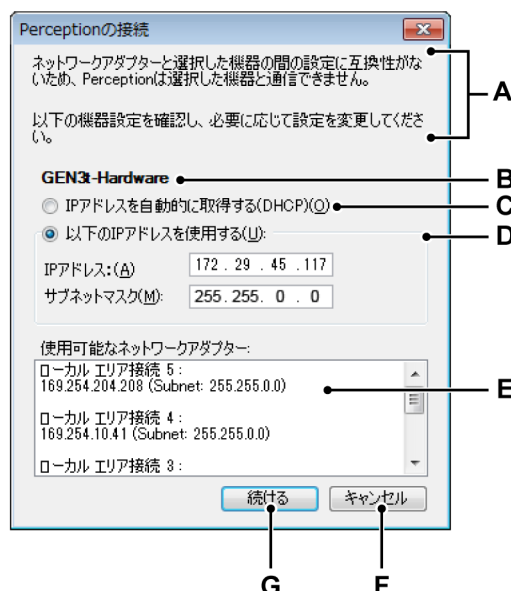 Perceptionの接続
ネットワークアダプターと選択した機器の間の設定に互換性がな
いため、Perceptionは選択した機器と通信できません。
以下の機器設定を確認し、必要に応じて設定を変更してくださ
い。
A
GEN3t-Hardware
B
IPアドレスを自動的に取得する(DHCP)(O)
C
以下のIPアドレスを使用する(U):
D
IPアドレス:(A) 172 . 29 . 45 . 117
サブネットマスク(M): 255 . 255 . 0 . 0
使用可能なネットワークアダプター:
ローカル エリア接続 5 :
169.254.204.208 (Subnet: 255.255.0.0)
E
ローカル エリア接続 4 :
169.254.10.41 (Subnet: 255.255.0.0)
ローカル エリア接続 3 :
続ける キャンセル
G F